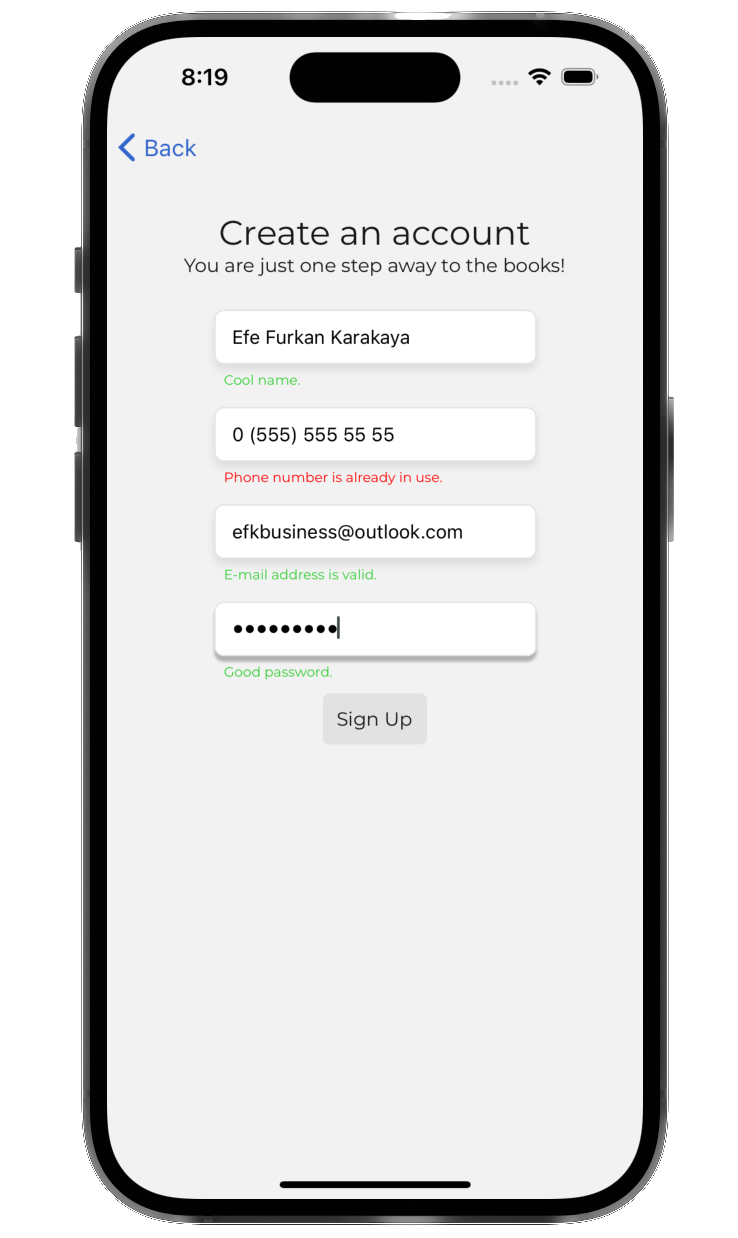 8:19
Back
Create an account
You are just one step away to the books!
Efe Furkan Karakaya
Cool name.
0 (555) 555 55 55
Phone number is already in use.
efkbusiness@outlook.com
E-mail address is valid.
•••••••••
Good password.
Sign Up